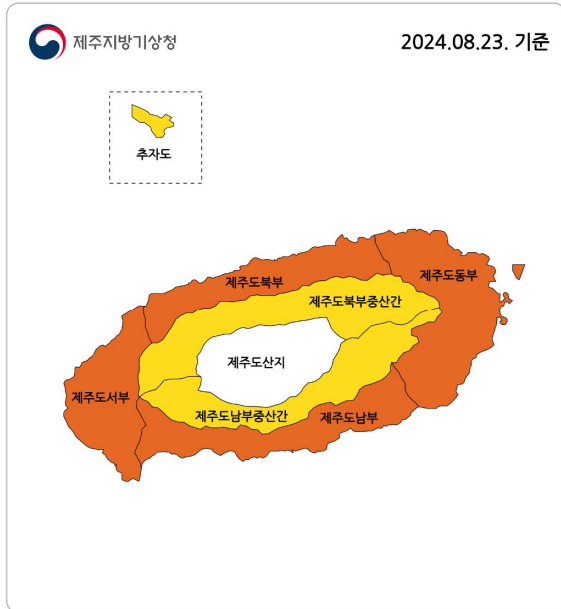 제주지방기상청
2024.08.23. 기준
추자도
제주도북부
제주도동부
제주도북부중산간
제주도산지
제주도서부
제주도남부중산간
제주도남부